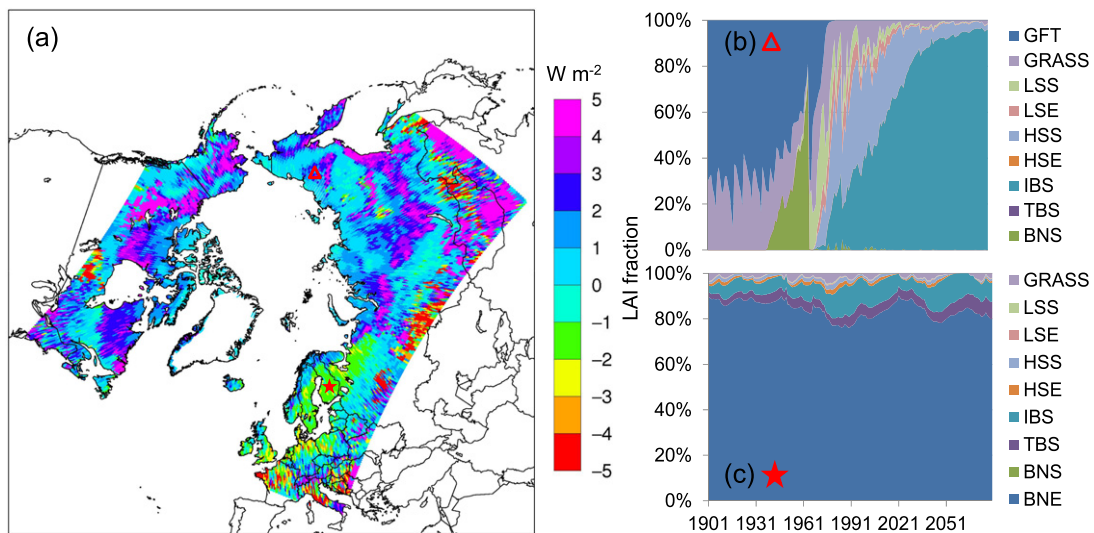 (a)
W m-2
5
4
3
2
1
0
−1
−2
−3
−4
−5
LAI fraction
(b)
100%
80%
60%
40%
20%
0%
GFT
GRASS
LSS
LSE
HSS
HSE
IBS
TBS
BNS
(c)
100%
80%
60%
40%
20%
0%
1901 1931 1961 1991 2021 2051
GRASS
LSS
LSE
HSS
HSE
IBS
TBS
BNS
BNE